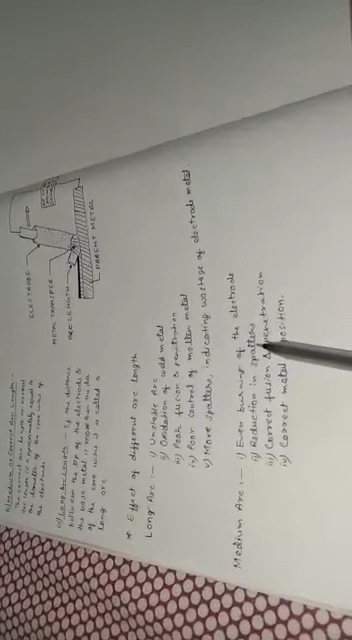 ii) Medium or Correct Arc Length :-
The correct arc length or normal
arc length is approximately equal to
the diameter of the core wire of
the electrode
iii) Long Arc Length :- If the distance
between the tip of the electrode &
the base metal is more than the dia
of the core wire it is called a
long arc
ELECTRODE
METAL TRANSFER
ARC LENGTH
PARENT METAL
* Effect of different arc length
Long Arc :- i) Unstable Arc
ii) Oxidation of weld metal
iii) Poor fusion & penetration
iv) Poor control of molten metal
v) More spatters, indicating wastage of electrode metal.
Medium Arc :- i) Even burning of the electrode
ii) Reduction in spatters
iii) Correct fusion & penetration
iv) Correct metal position.